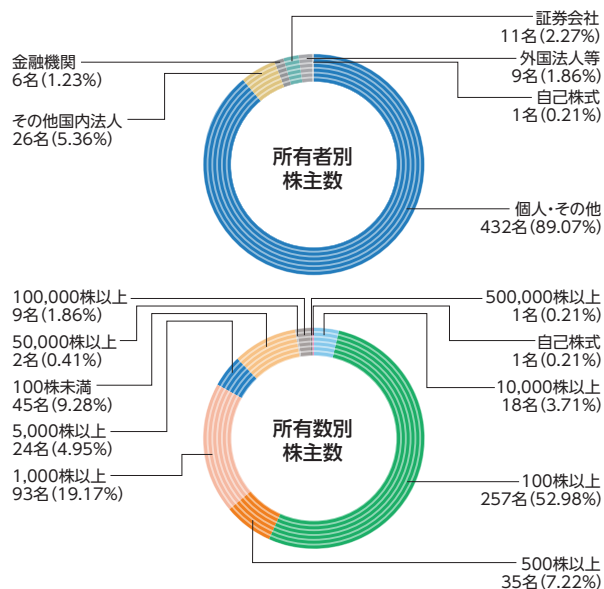 証券会社
11名(2.27%)
金融機関
6名(1.23%)
外国法人等
9名(1.86%)
自己株式
1名(0.21%)
その他国内法人
26名(5.36%)
所有者別
株主数
個人・その他
432名(89.07%)
100,000株以上
9名(1.86%)
500,000株以上
1名(0.21%)
50,000株以上
2名(0.41%)
自己株式
1名(0.21%)
100株未満
45名(9.28%)
10,000株以上
18名(3.71%)
5,000株以上
24名(4.95%)
所有数別
株主数
1,000株以上
93名(19.17%)
100株以上
257名(52.98%)
500株以上
35名(7.22%)